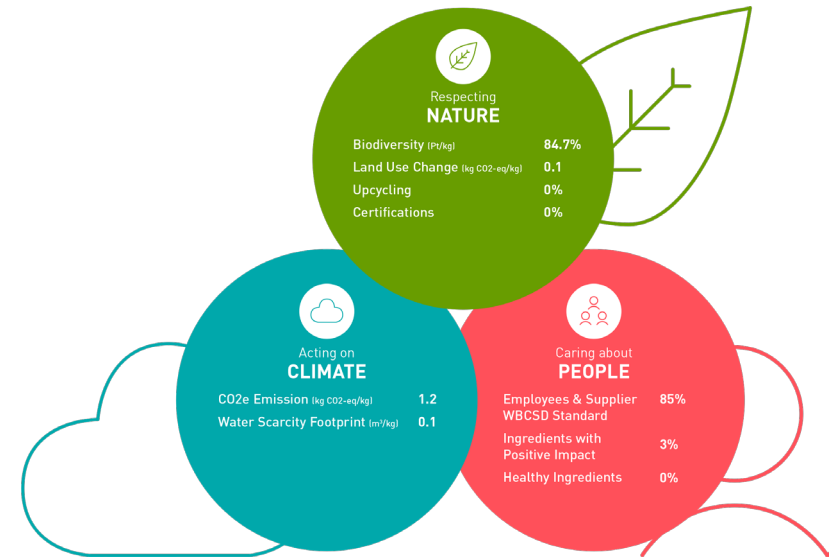 Respecting
NATURE
Biodiversity (Pt/kg) 84.7%
Land Use Change (kg CO2-eq/kg) 0.1
Upcycling 0%
Certifications 0%
Acting on
CLIMATE
CO2e Emission (kg CO2-eq/kg) 1.2
Water Scarcity Footprint (m³/kg) 0.1
Caring about
PEOPLE
Employees & Supplier 85%
WBCSD Standard
Ingredients with
Positive Impact 3%
Healthy Ingredients 0%